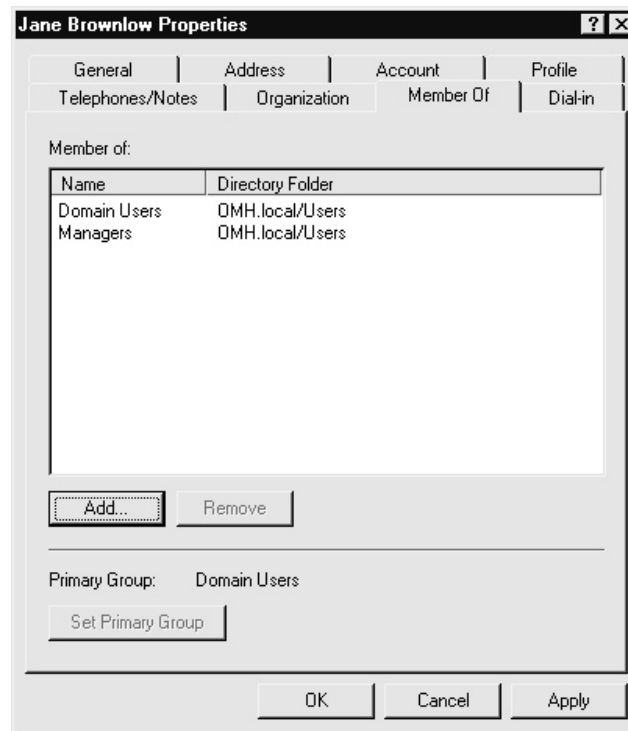 Jane Brownlow Properties
General Address Account Profile
Telephones/Notes Organization Member Of Dial-in
Member of:
Name Directory Folder
Domain Users OMH.local/Users
Managers OMH.local/Users
Add... Remove
Primary Group: Domain Users
Set Primary Group
OK Cancel Apply